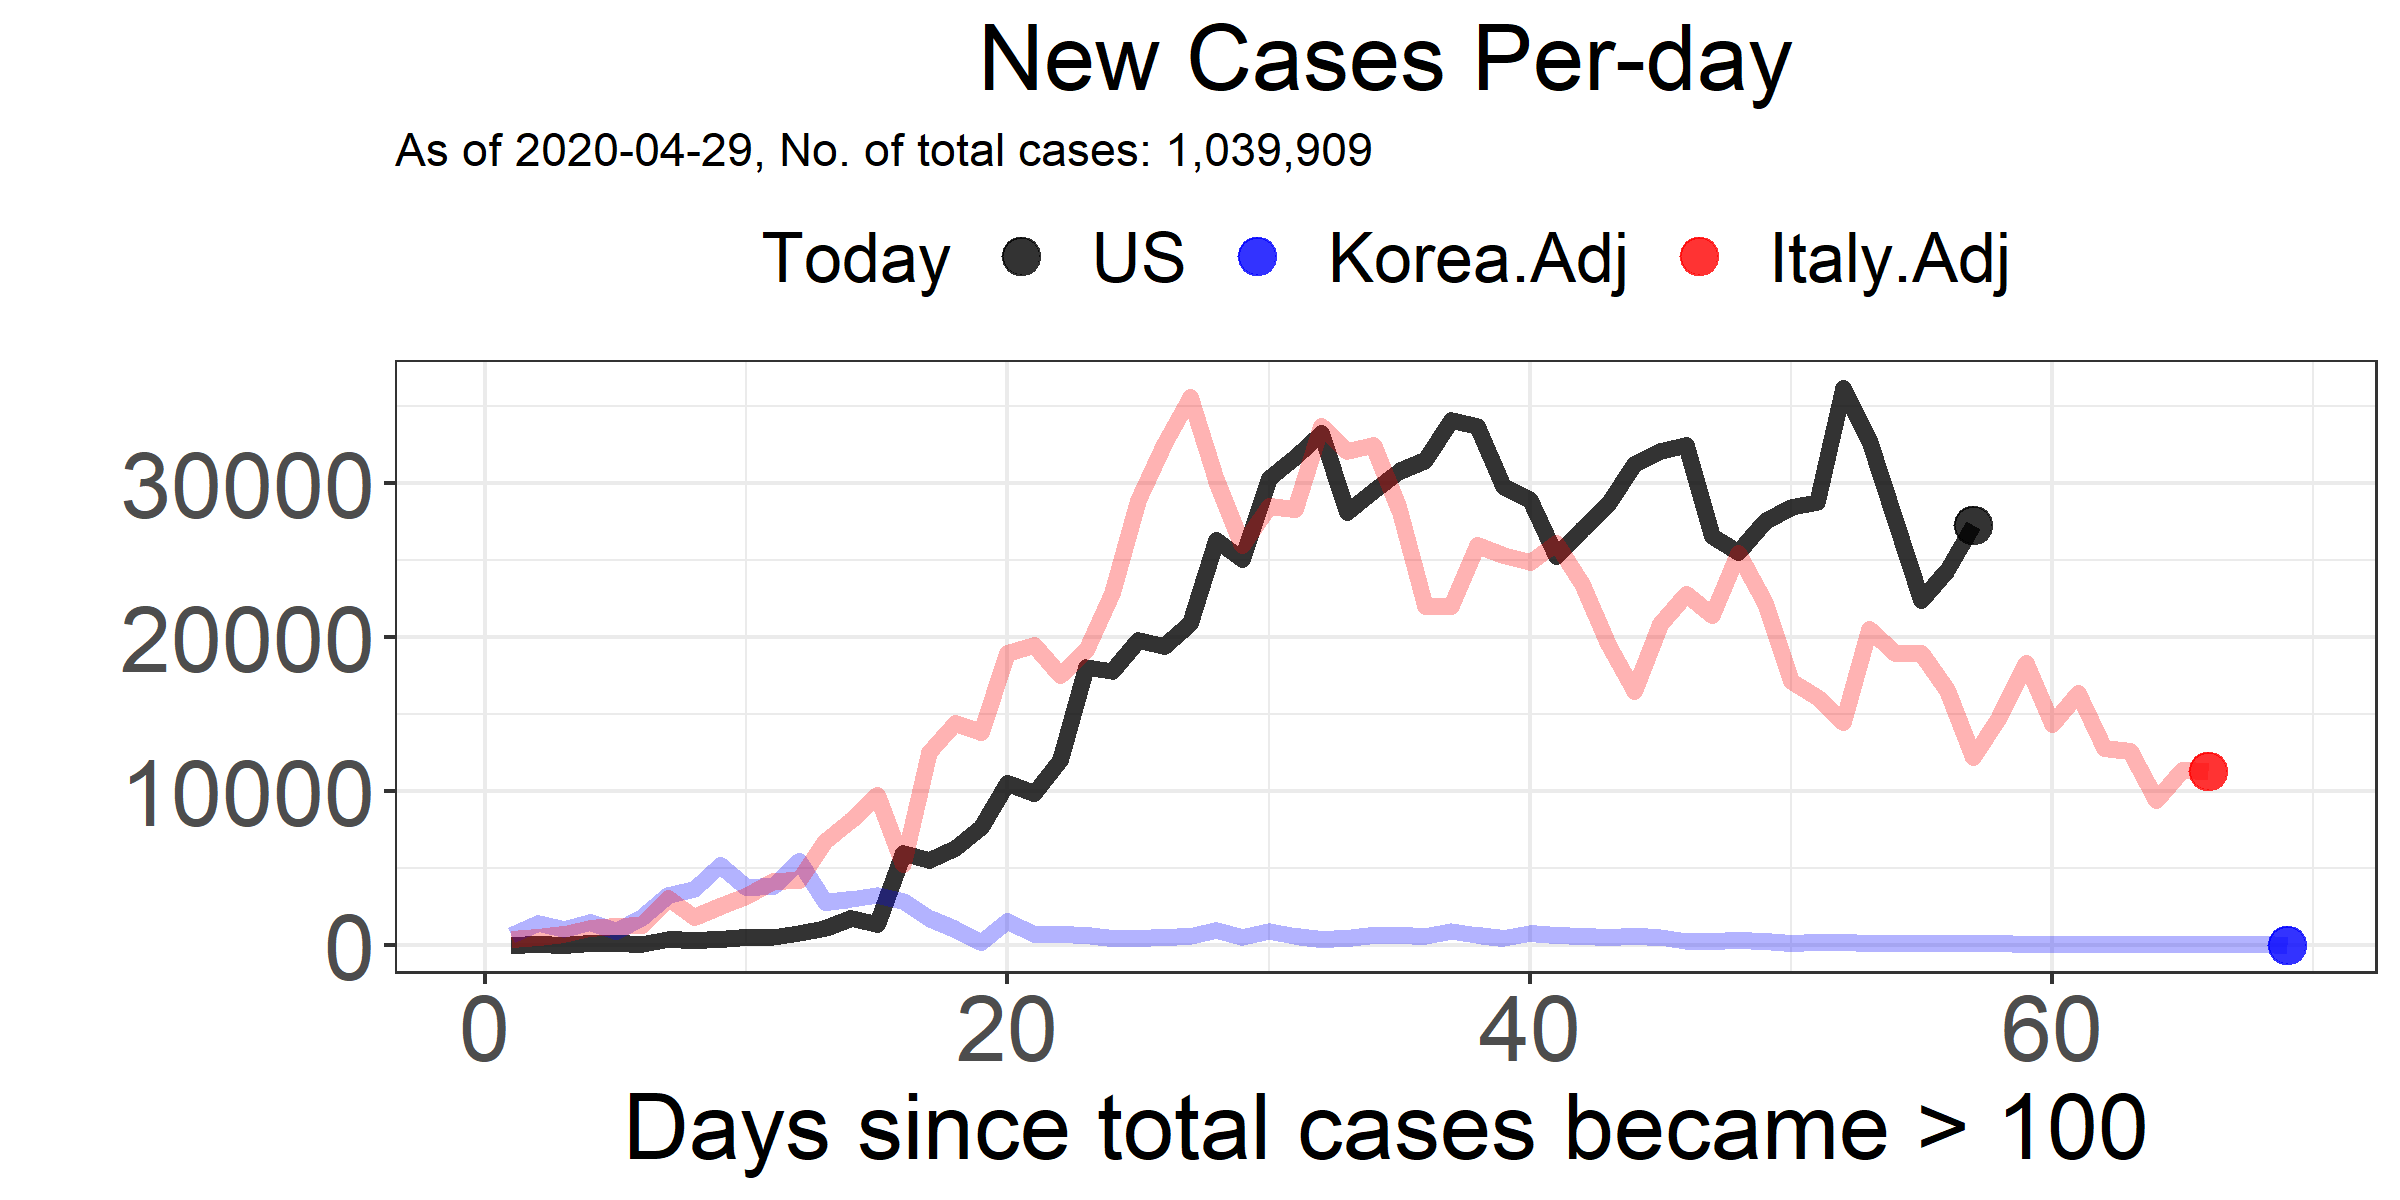 New Cases Per-day
As of 2020-04-29, No. of total cases: 1,039,909
Today US Korea.Adj Italy.Adj
30000
20000
10000
0
0 20 40 60
Days since total cases became > 100